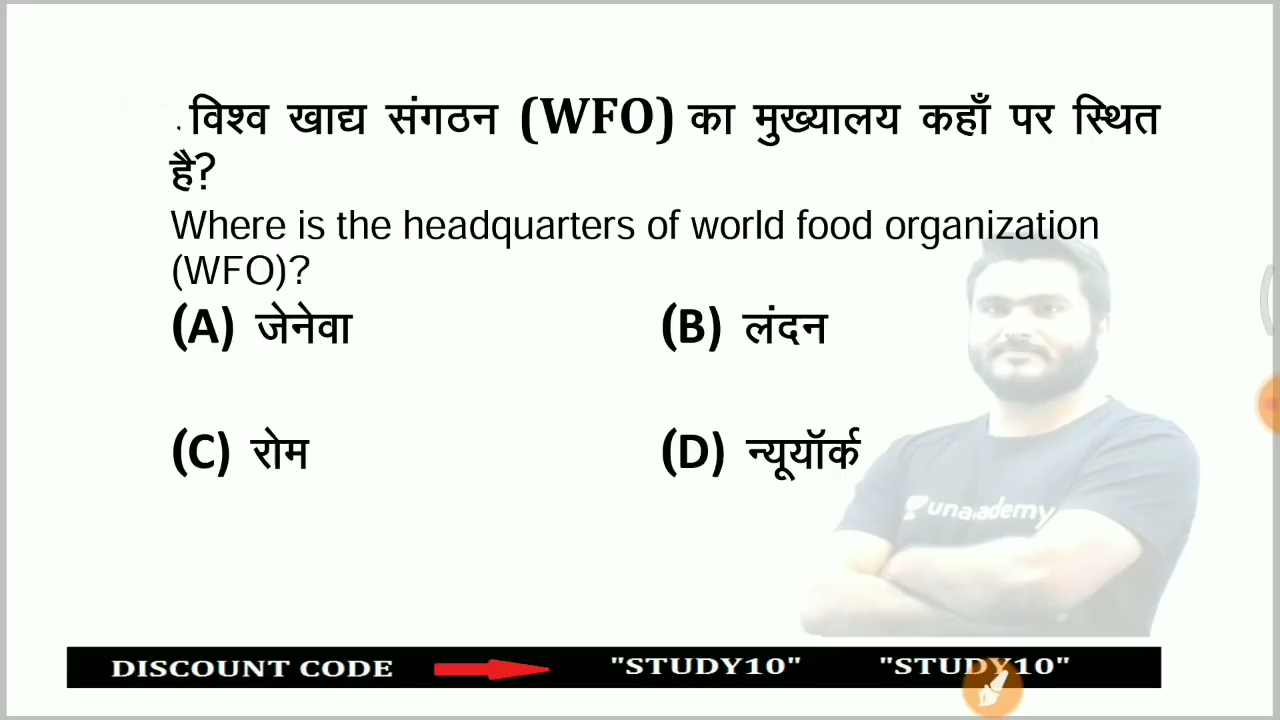 . विश्व खाद्य संगठन (WFO) का मुख्यालय कहाँ पर स्थित
है?
Where is the headquarters of world food organization
(WFO)?
(A) जेनेवा (B) लंदन
(C) रोम (D) न्यूयॉर्क
unacademy
DISCOUNT CODE "STUDY10" "STUDY10"